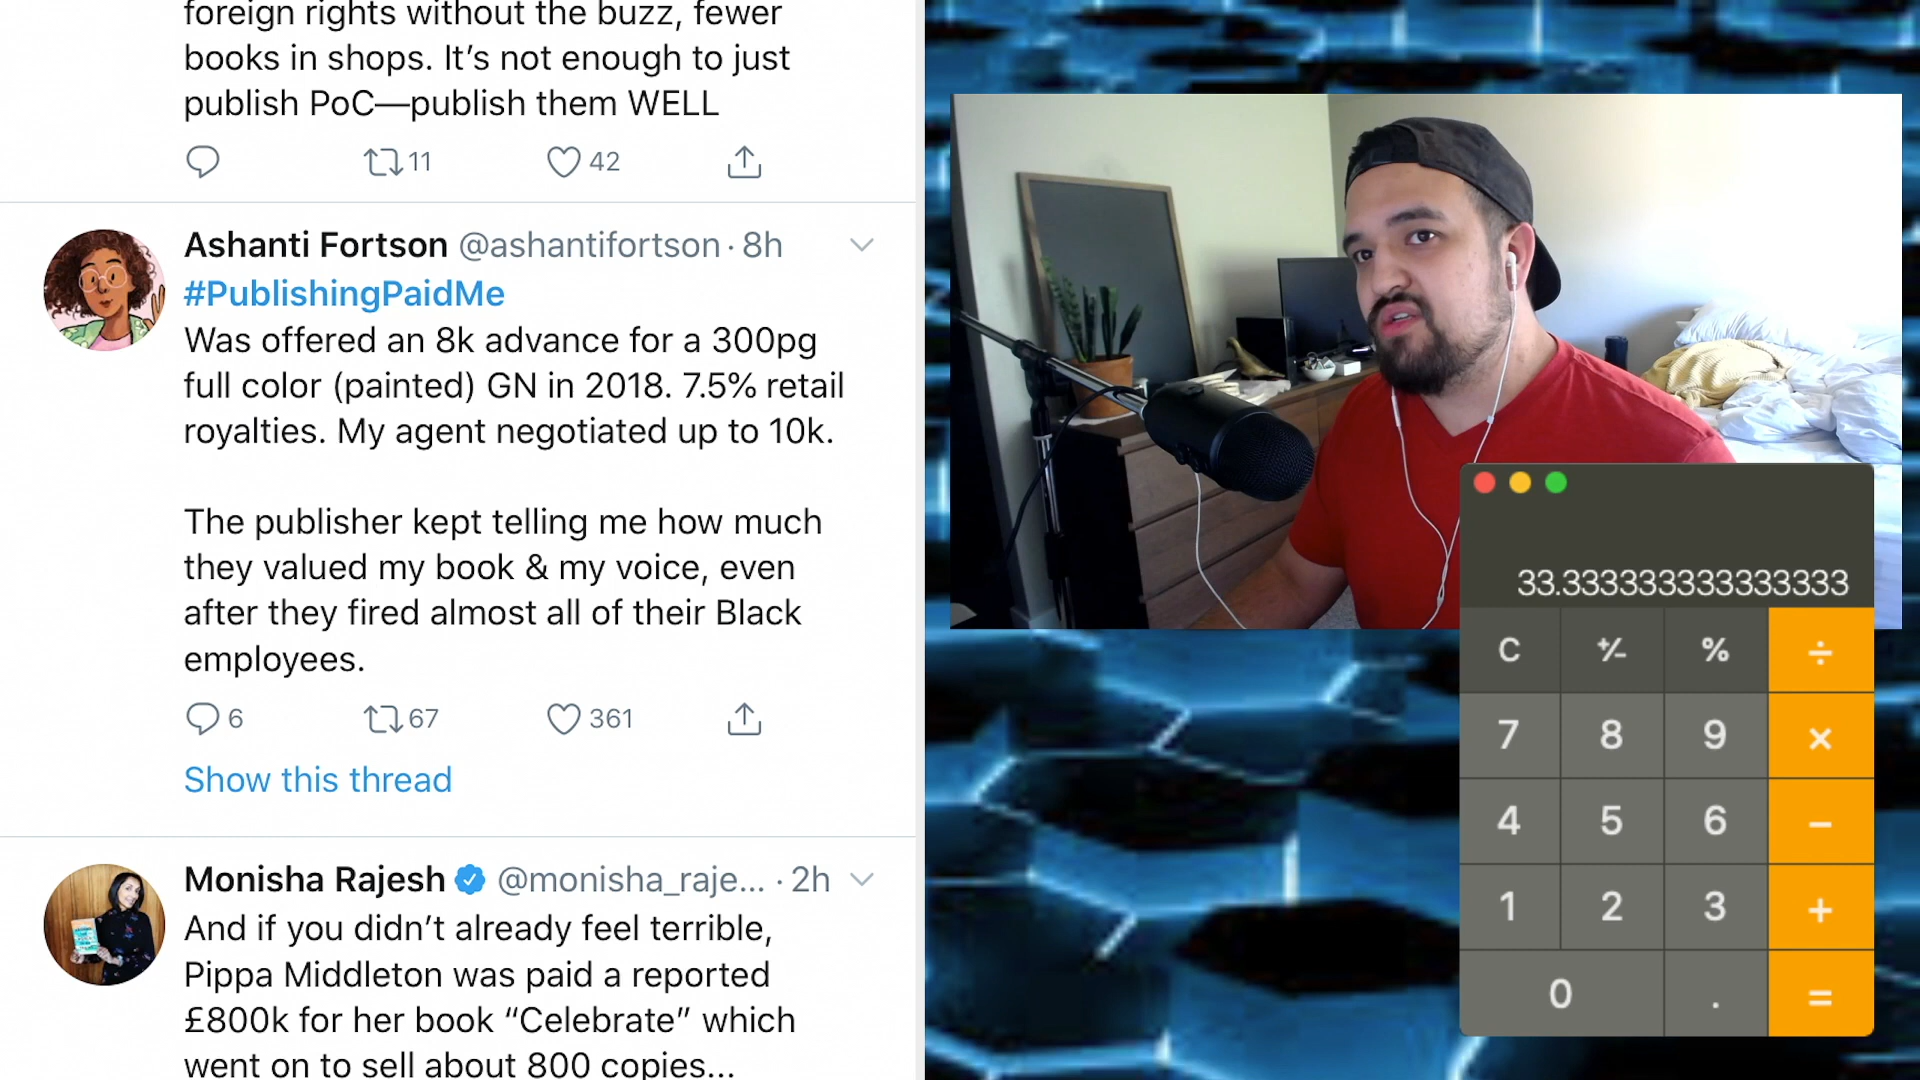 foreign rights without the buzz, fewer
books in shops. It’s not enough to just
publish PoC—publish them WELL
11 42
Ashanti Fortson @ashantifortson · 8h
#PublishingPaidMe
Was offered an 8k advance for a 300pg
full color (painted) GN in 2018. 7.5% retail
royalties. My agent negotiated up to 10k.
The publisher kept telling me how much
they valued my book & my voice, even
after they fired almost all of their Black
employees.
6 67 361
Show this thread
Monisha Rajesh @monisha_raje... · 2h
And if you didn’t already feel terrible,
Pippa Middleton was paid a reported
£800k for her book “Celebrate” which
went on to sell about 800 copies...
33.333333333333333
C +/- % ÷
7 8 9 ×
4 5 6 −
1 2 3 +
0 . =